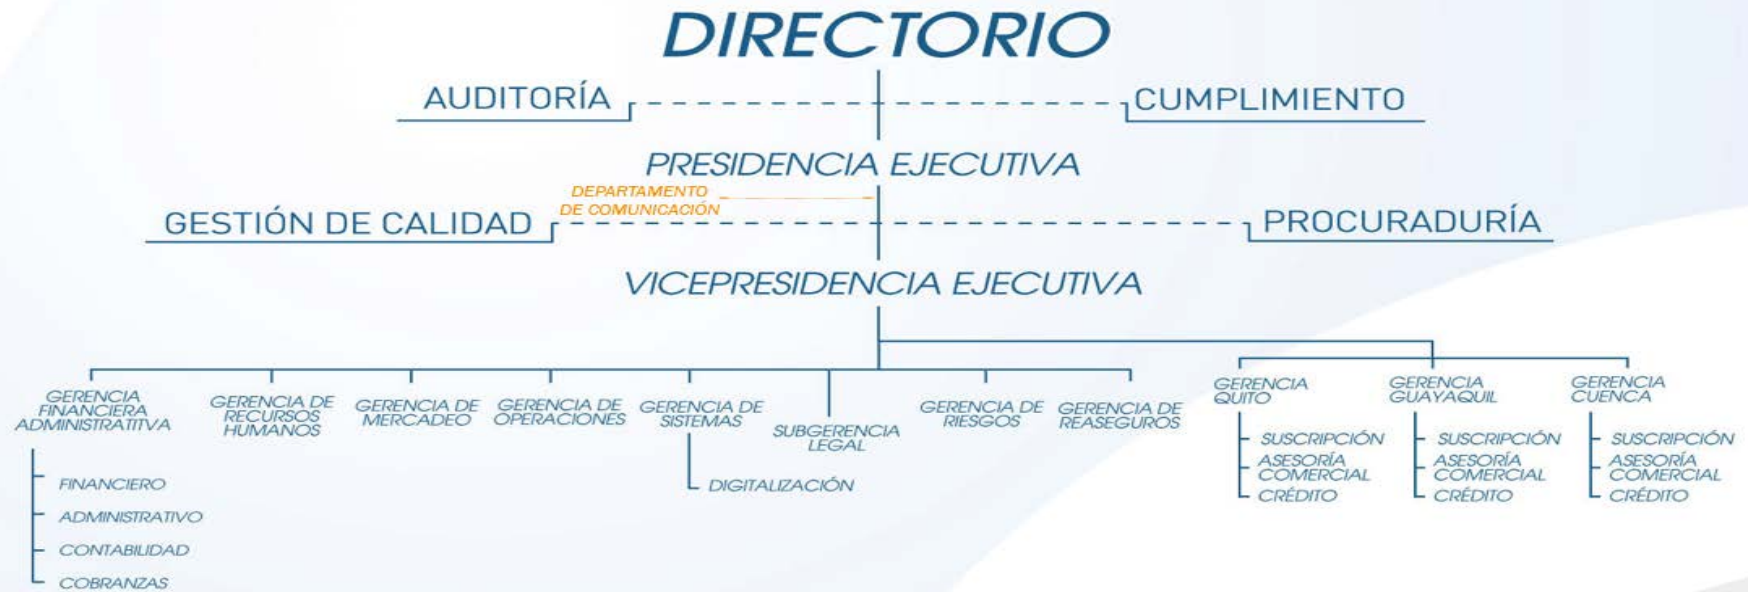 DIRECTORIO
AUDITORÍA
CUMPLIMIENTO
PRESIDENCIA EJECUTIVA
DEPARTAMENTO
DE COMUNICACIÓN
GESTIÓN DE CALIDAD
PROCURADURÍA
VICEPRESIDENCIA EJECUTIVA
GERENCIA
FINANCIERA
ADMINISTRATITVA
FINANCIERO
ADMINISTRATIVO
CONTABILIDAD
COBRANZAS
GERENCIA DE
RECURSOS
HUMANOS
GERENCIA DE
MERCADEO
GERENCIA DE
OPERACIONES
GERENCIA DE
SISTEMAS
DIGITALIZACIÓN
SUBGERENCIA
LEGAL
GERENCIA DE
RIESGOS
GERENCIA DE
REASEGUROS
GERENCIA
QUITO
SUSCRIPCIÓN
ASESORÍA
COMERCIAL
CRÉDITO
GERENCIA
GUAYAQUIL
SUSCRIPCIÓN
ASESORÍA
COMERCIAL
CRÉDITO
GERENCIA
CUENCA
SUSCRIPCIÓN
ASESORÍA
COMERCIAL
CRÉDITO